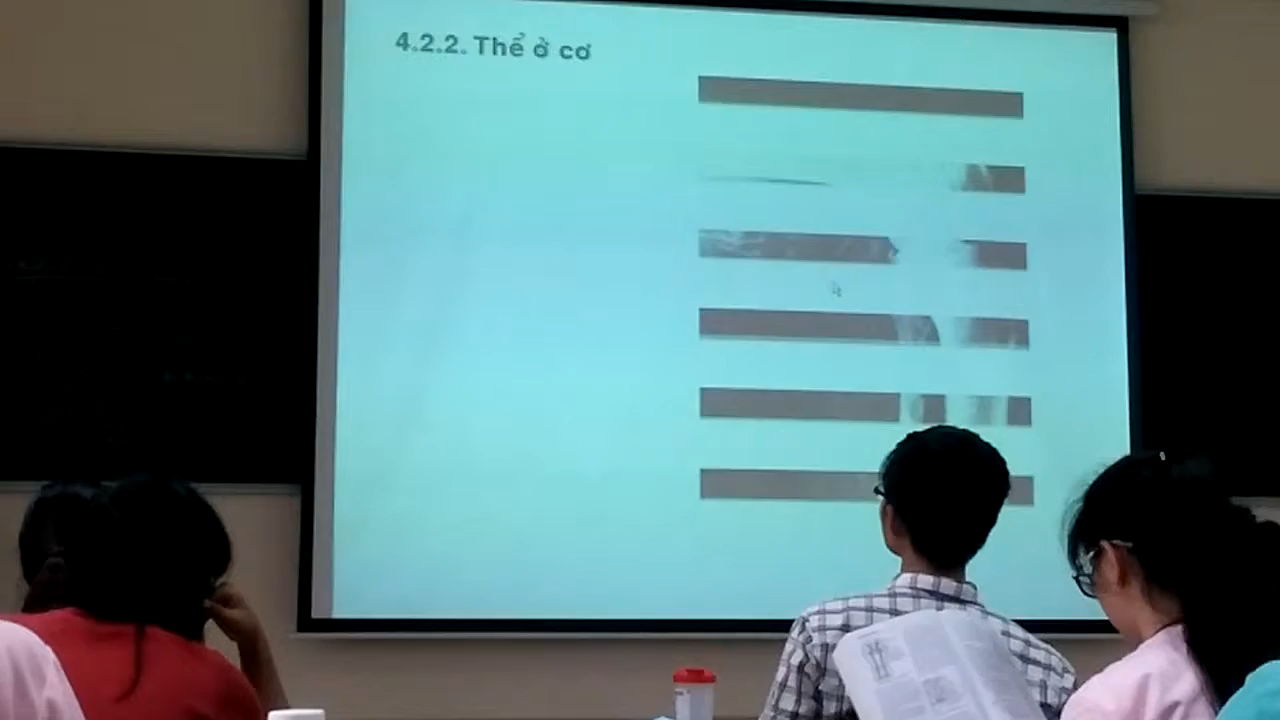 4.2.2. Thể ở cơ